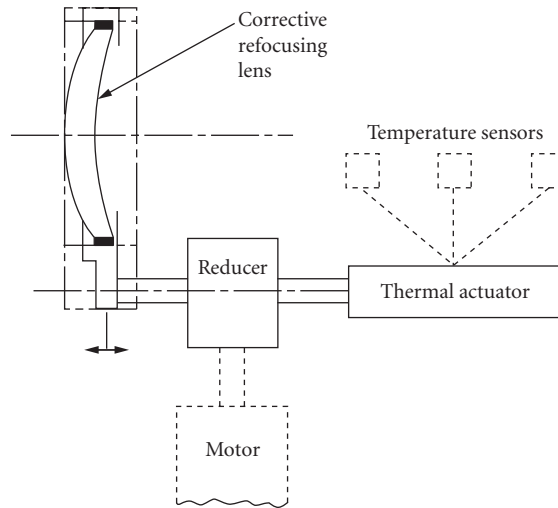 Corrective
refocusing
lens
Temperature sensors
Reducer
Thermal actuator
Motor